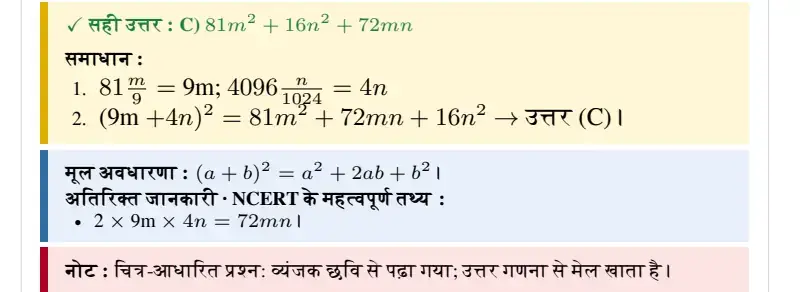 ✓ सही उत्तर : C) 81m² + 16n² + 72mn
समाधान :
1. 81 m/9 = 9m; 4096 n/1024 = 4n
2. (9m +4n)² = 81m² + 72mn + 16n² → उत्तर (C)।
मूल अवधारणा : (a + b)² = a² + 2ab + b²।
अतिरिक्त जानकारी · NCERT के महत्वपूर्ण तथ्य :
• 2 × 9m × 4n = 72mn।
नोट : चित्र-आधारित प्रश्न: व्यंजक छवि से पढ़ा गया; उत्तर गणना से मेल खाता है।